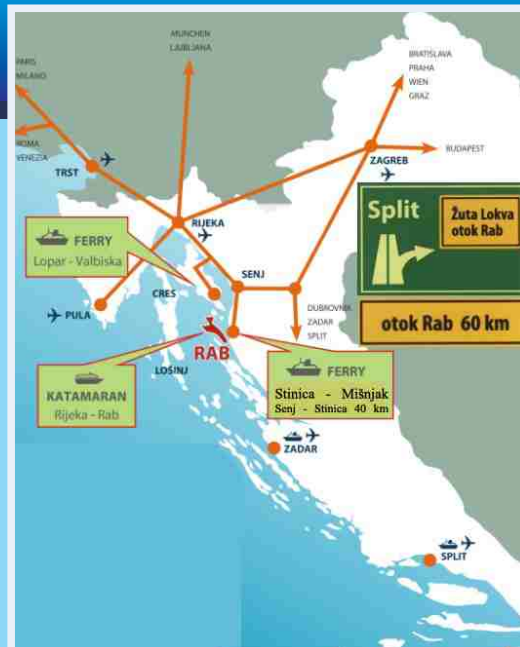 MUNCHEN
LJUBLJANA
BRATISLAVA
PRAHA
WIEN
GRAZ
PARIS
MILANO
ROMA
VENEZIA
TRST
ZAGREB
BUDAPEST
Split
Žuta Lokva
otok Rab
RIJEKA
FERRY
Lopar - Valbiska
SENJ
CRES
PULA
DUBROVNIK
ZADAR
SPLIT
otok Rab 60 km
RAB
LOŠINJ
KATAMARAN
Rijeka - Rab
FERRY
Stinica - Mišnjak
Senj - Stinica 40 km
ZADAR
SPLIT